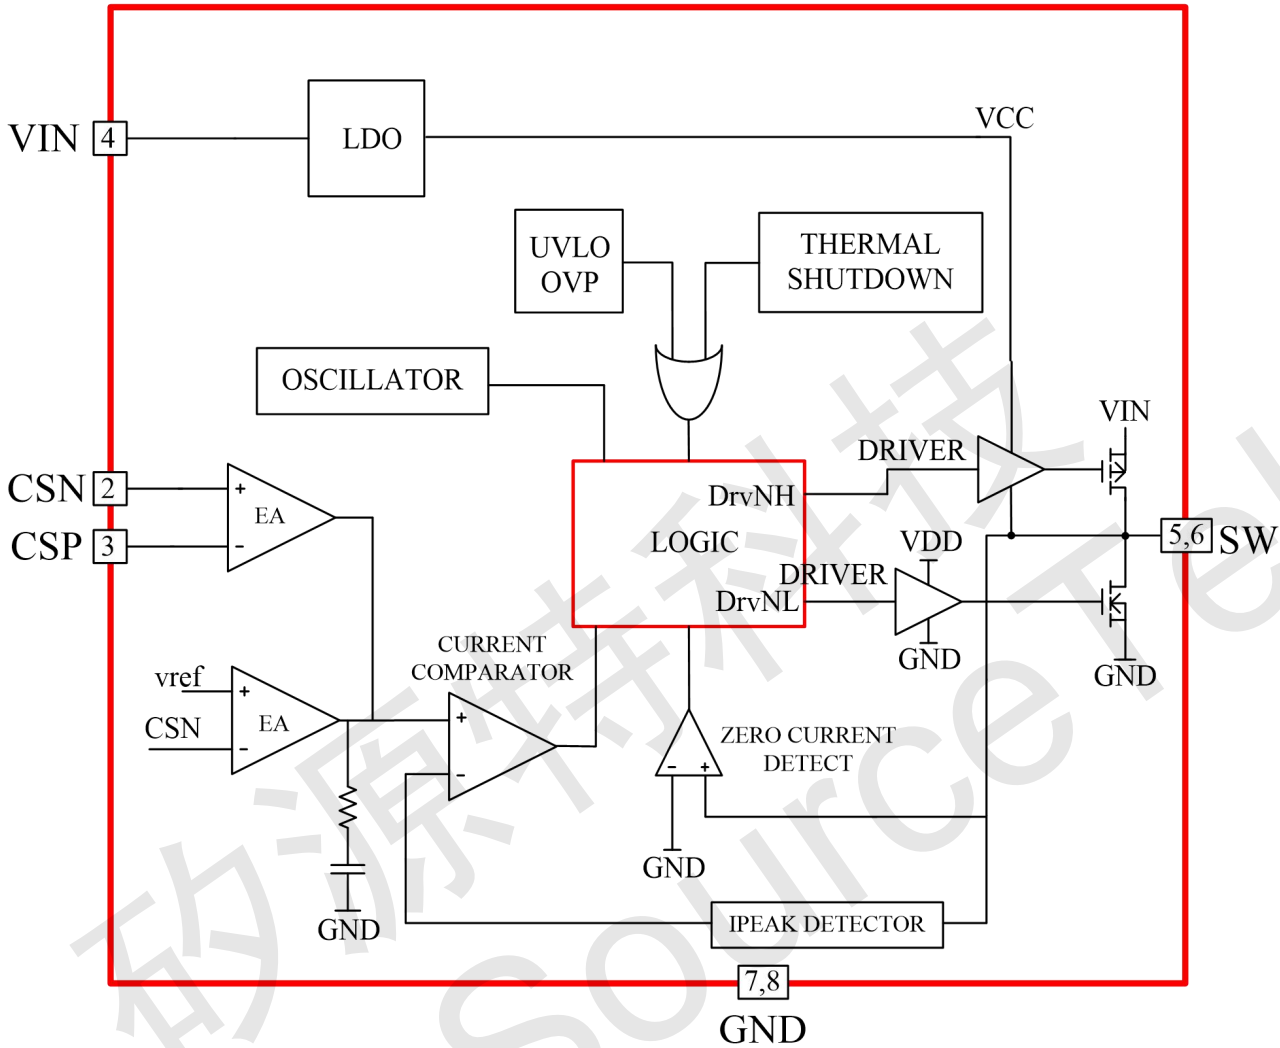 VIN 4
LDO
VCC
UVLO
OVP
THERMAL
SHUTDOWN
OSCILLATOR
VIN
CSN 2
+
EA
-
CSP 3
DRIVER
DrvNH
LOGIC
VDD
5,6 SW
DRIVER
DrvNL
GND
GND
CURRENT
COMPARATOR
vref
+
EA
CSN
-
+
-
ZERO CURRENT
DETECT
- +
GND
GND
IPEAK DETECTOR
7,8
GND
矽源特科技
Source Te